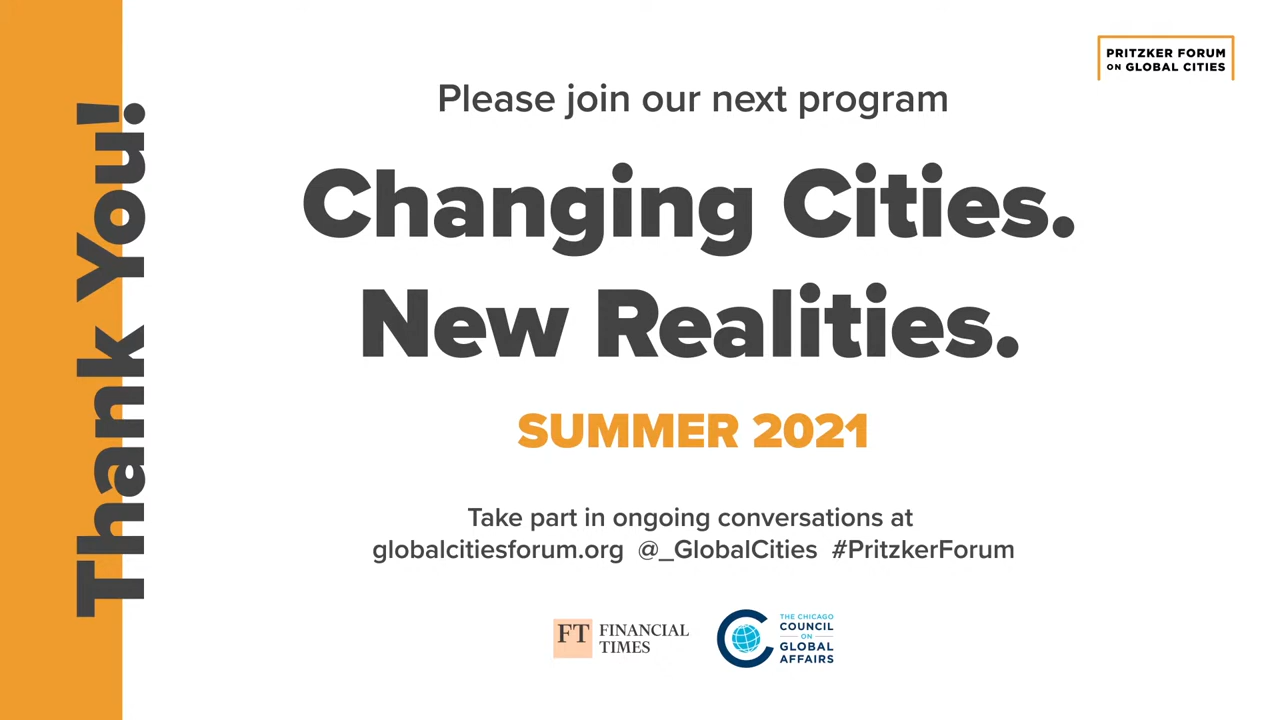 Thank You!
PRITZKER FORUM
ON GLOBAL CITIES
Please join our next program
Changing Cities.
New Realities.
SUMMER 2021
Take part in ongoing conversations at
globalcitiesforum.org @_GlobalCities #PritzkerForum
FT
FINANCIAL
TIMES
THE CHICAGO
COUNCIL
ON
GLOBAL
AFFAIRS